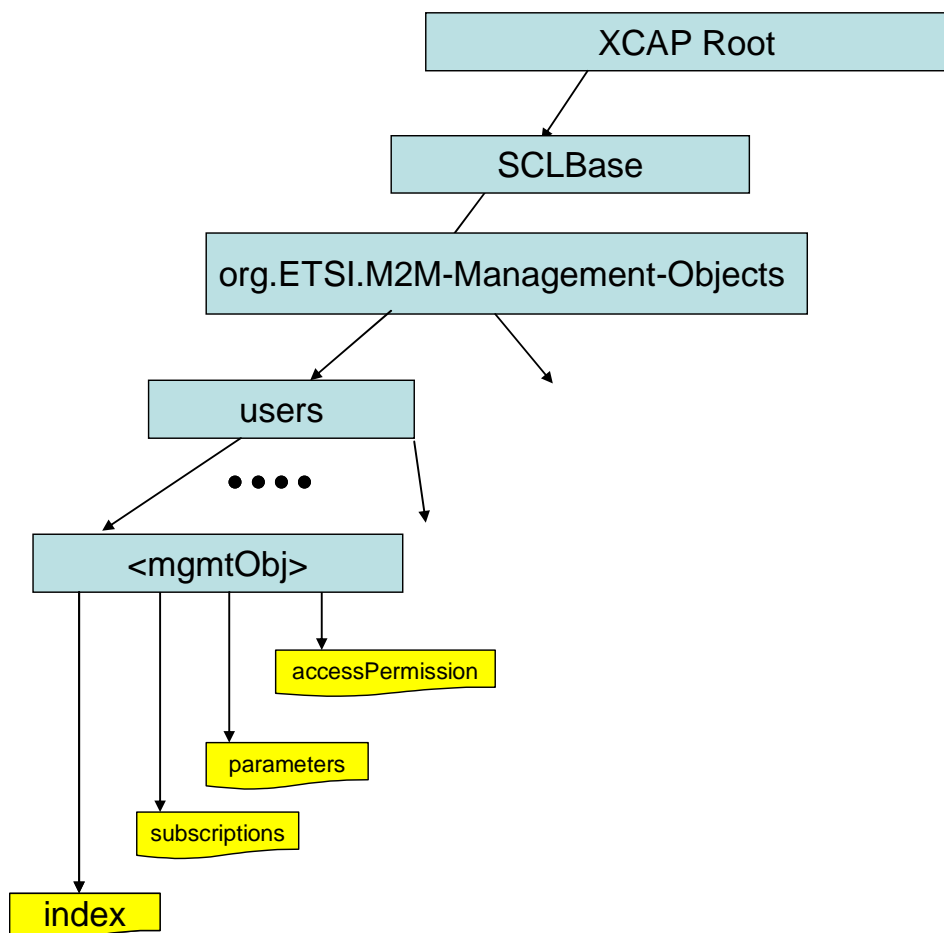 XCAP Root
SCLBase
org.ETSI.M2M-Management-Objects
users
<mgmtObj>
accessPermission
parameters
subscriptions
index